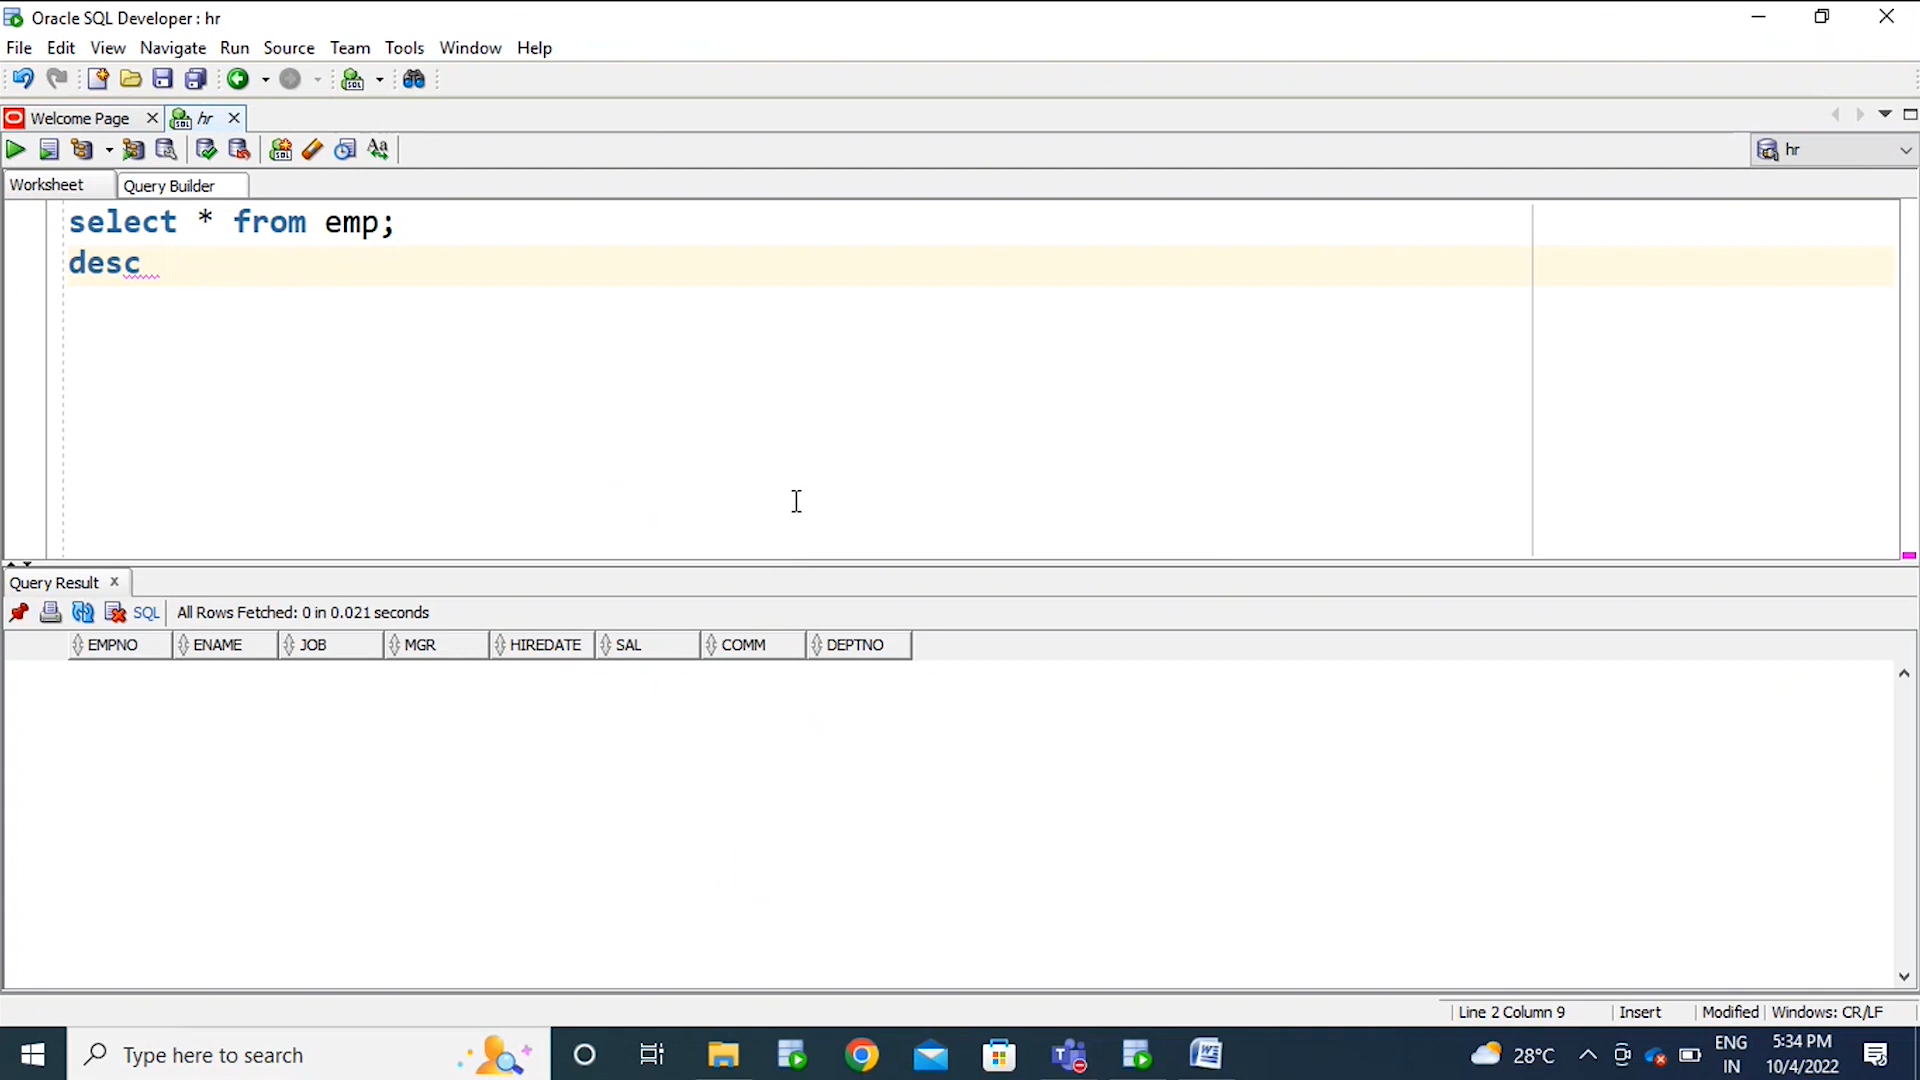 Oracle SQL Developer : hr
File Edit View Navigate Run Source Team Tools Window Help
Welcome Page hr
hr
Worksheet Query Builder
select * from emp;
desc
Query Result
SQL All Rows Fetched: 0 in 0.021 seconds
EMPNO ENAME JOB MGR HIREDATE SAL COMM DEPTNO
Line 2 Column 9 Insert Modified Windows: CR/LF
Type here to search
28°C
ENG
IN
5:34 PM
10/4/2022